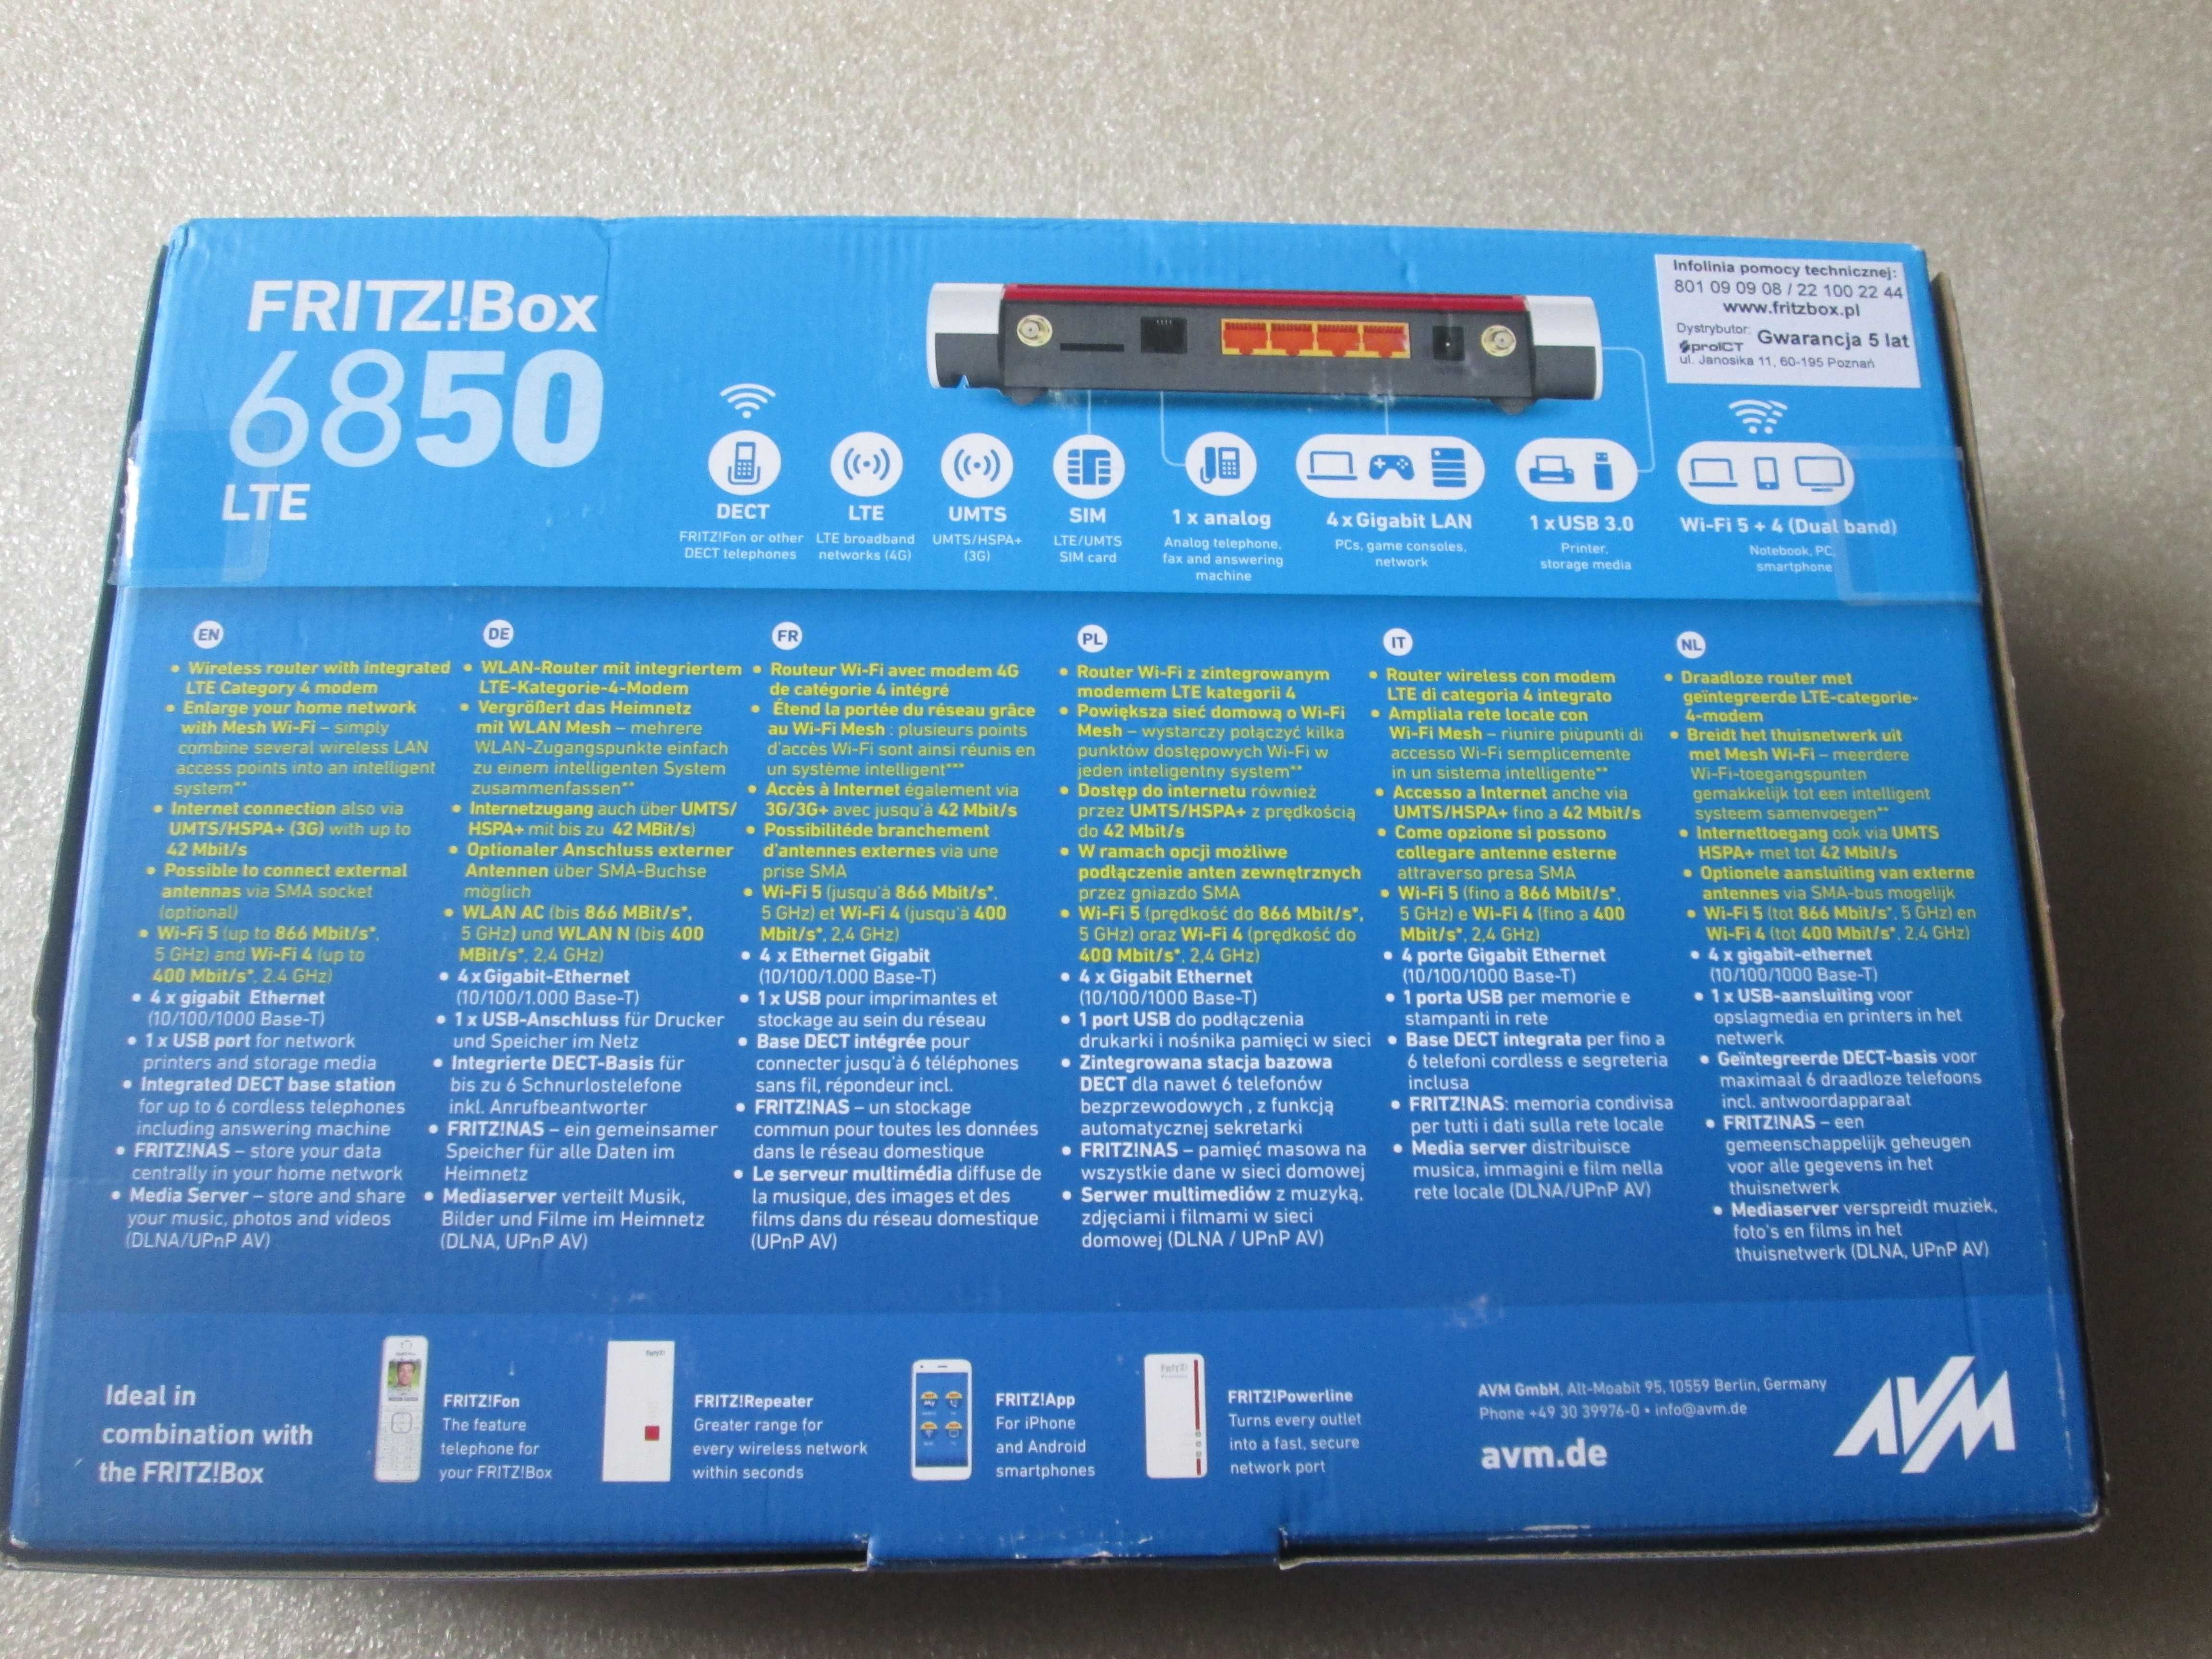 FRITZ!Box
6850
LTE
Infolinia pomocy technicznej:
801 09 09 08 / 22 100 22 44
www.fritzbox.pl
Dystrybutor: Gwarancja 5 lat
proICT
ul. Janosika 11, 60-195 Poznań
DECT
FRITZ!Fon or other
DECT telephones
LTE
LTE broadband
networks (4G)
UMTS
UMTS/HSPA+
(3G)
SIM
LTE/UMTS
SIM card
1 x analog
Analog telephone,
fax and answering
machine
4 x Gigabit LAN
PCs, game consoles,
network
1 x USB 3.0
Printer,
storage media
Wi-Fi 5 + 4 (Dual band)
Notebook, PC,
smartphone
EN
• Wireless router with integrated
LTE Category 4 modem
• Enlarge your home network
with Mesh Wi-Fi – simply
combine several wireless LAN
access points into an intelligent
system**
• Internet connection also via
UMTS/HSPA+ (3G) with up to
42 Mbit/s
• Possible to connect external
antennas via SMA socket
(optional)
• Wi-Fi 5 (up to 866 Mbit/s*,
5 GHz) and Wi-Fi 4 (up to
400 Mbit/s*, 2.4 GHz)
• 4 x gigabit Ethernet
(10/100/1000 Base-T)
• 1 x USB port for network
printers and storage media
• Integrated DECT base station
for up to 6 cordless telephones
including answering machine
• FRITZ!NAS – store your data
centrally in your home network
• Media Server – store and share
your music, photos and videos
(DLNA/UPnP AV)
DE
• WLAN-Router mit integriertem
LTE-Kategorie-4-Modem
• Vergrößert das Heimnetz
mit WLAN Mesh – mehrere
WLAN-Zugangspunkte einfach
zu einem intelligenten System
zusammenfassen**
• Internetzugang auch über UMTS/
HSPA+ mit bis zu 42 MBit/s)
• Optionaler Anschluss externer
Antennen über SMA-Buchse
möglich
• WLAN AC (bis 866 MBit/s*,
5 GHz) und WLAN N (bis 400
MBit/s*, 2,4 GHz)
• 4 x Gigabit-Ethernet
(10/100/1.000 Base-T)
• 1 x USB-Anschluss für Drucker
und Speicher im Netz
• Integrierte DECT-Basis für
bis zu 6 Schnurlostelefone
inkl. Anrufbeantworter
• FRITZ!NAS – ein gemeinsamer
Speicher für alle Daten im
Heimnetz
• Mediaserver verteilt Musik,
Bilder und Filme im Heimnetz
(DLNA, UPnP AV)
FR
• Routeur Wi-Fi avec modem 4G
de catégorie 4 intégré
• Étend la portée du réseau grâce
au Wi-Fi Mesh : plusieurs points
d'accès Wi-Fi sont ainsi réunis en
un système intelligent***
• Accès à Internet également via
3G/3G+ avec jusqu'à 42 Mbit/s
• Possibilitéde branchement
d'antennes externes via une
prise SMA
• Wi-Fi 5 (jusqu'à 866 Mbit/s*,
5 GHz) et Wi-Fi 4 (jusqu'à 400
Mbit/s*, 2,4 GHz)
• 4 x Ethernet Gigabit
(10/100/1.000 Base-T)
• 1 x USB pour imprimantes et
stockage au sein du réseau
• Base DECT intégrée pour
connecter jusqu'à 6 téléphones
sans fil, répondeur incl.
• FRITZ!NAS – un stockage
commun pour toutes les données
dans le réseau domestique
• Le serveur multimédia diffuse de
la musique, des images et des
films dans du réseau domestique
(UPnP AV)
PL
• Router Wi-Fi z zintegrowanym
modemem LTE kategorii 4
• Powiększa sieć domową o Wi-Fi
Mesh – wystarczy połączyć kilka
punktów dostępowych Wi-Fi w
jeden inteligentny system**
• Dostęp do internetu również
przez UMTS/HSPA+ z prędkością
do 42 Mbit/s
• W ramach opcji możliwe
podłączenie anten zewnętrznych
przez gniazdo SMA
• Wi-Fi 5 (prędkość do 866 Mbit/s*,
5 GHz) oraz Wi-Fi 4 (prędkość do
400 Mbit/s*, 2,4 GHz)
• 4 x Gigabit Ethernet
(10/100/1000 Base-T)
• 1 port USB do podłączenia
drukarki i nośnika pamięci w sieci
• Zintegrowana stacja bazowa
DECT dla nawet 6 telefonów
bezprzewodowych , z funkcją
automatycznej sekretarki
• FRITZ!NAS – pamięć masowa na
wszystkie dane w sieci domowej
• Serwer multimediów z muzyką,
zdjęciami i filmami w sieci
domowej (DLNA / UPnP AV)
IT
• Router wireless con modem
LTE di categoria 4 integrato
• Ampliala rete locale con
Wi-Fi Mesh – riunire piùpunti di
accesso Wi-Fi semplicemente
in un sistema intelligente**
• Accesso a Internet anche via
UMTS/HSPA+ fino a 42 Mbit/s
• Come opzione si possono
collegare antenne esterne
attraverso presa SMA
• Wi-Fi 5 (fino a 866 Mbit/s*,
5 GHz) e Wi-Fi 4 (fino a 400
Mbit/s*, 2,4 GHz)
• 4 porte Gigabit Ethernet
(10/100/1000 Base-T)
• 1 porta USB per memorie e
stampanti in rete
• Base DECT integrata per fino a
6 telefoni cordless e segreteria
inclusa
• FRITZ!NAS: memoria condivisa
per tutti i dati sulla rete locale
• Media server distribuisce
musica, immagini e film nella
rete locale (DLNA/UPnP AV)
NL
• Draadloze router met
geïntegreerde LTE-categorie-
4-modem
• Breidt het thuisnetwerk uit
met Mesh Wi-Fi – meerdere
Wi-Fi-toegangspunten
gemakkelijk tot een intelligent
systeem samenvoegen**
• Internettoegang ook via UMTS
HSPA+ met tot 42 Mbit/s
• Optionele aansluiting van externe
antennes via SMA-bus mogelijk
• Wi-Fi 5 (tot 866 Mbit/s*, 5 GHz) en
Wi-Fi 4 (tot 400 Mbit/s*, 2,4 GHz)
• 4 x gigabit-ethernet
(10/100/1000 Base-T)
• 1 x USB-aansluiting voor
opslagmedia en printers in het
netwerk
• Geïntegreerde DECT-basis voor
maximaal 6 draadloze telefoons
incl. antwoordapparaat
• FRITZ!NAS – een
gemeenschappelijk geheugen
voor alle gegevens in het
thuisnetwerk
• Mediaserver verspreidt muziek,
foto's en films in het
thuisnetwerk (DLNA, UPnP AV)
Ideal in
combination with
the FRITZ!Box
FRITZ!Fon
The feature
telephone for
your FRITZ!Box
FRITZ!
FRITZ!Repeater
Greater range for
every wireless network
within seconds
FRITZ!App
For iPhone
and Android
smartphones
FRITZ!
FRITZ!Powerline
Turns every outlet
into a fast, secure
network port
AVM GmbH, Alt-Moabit 95, 10559 Berlin, Germany
Phone +49 30 39976-0 • info@avm.de
avm.de
AVM